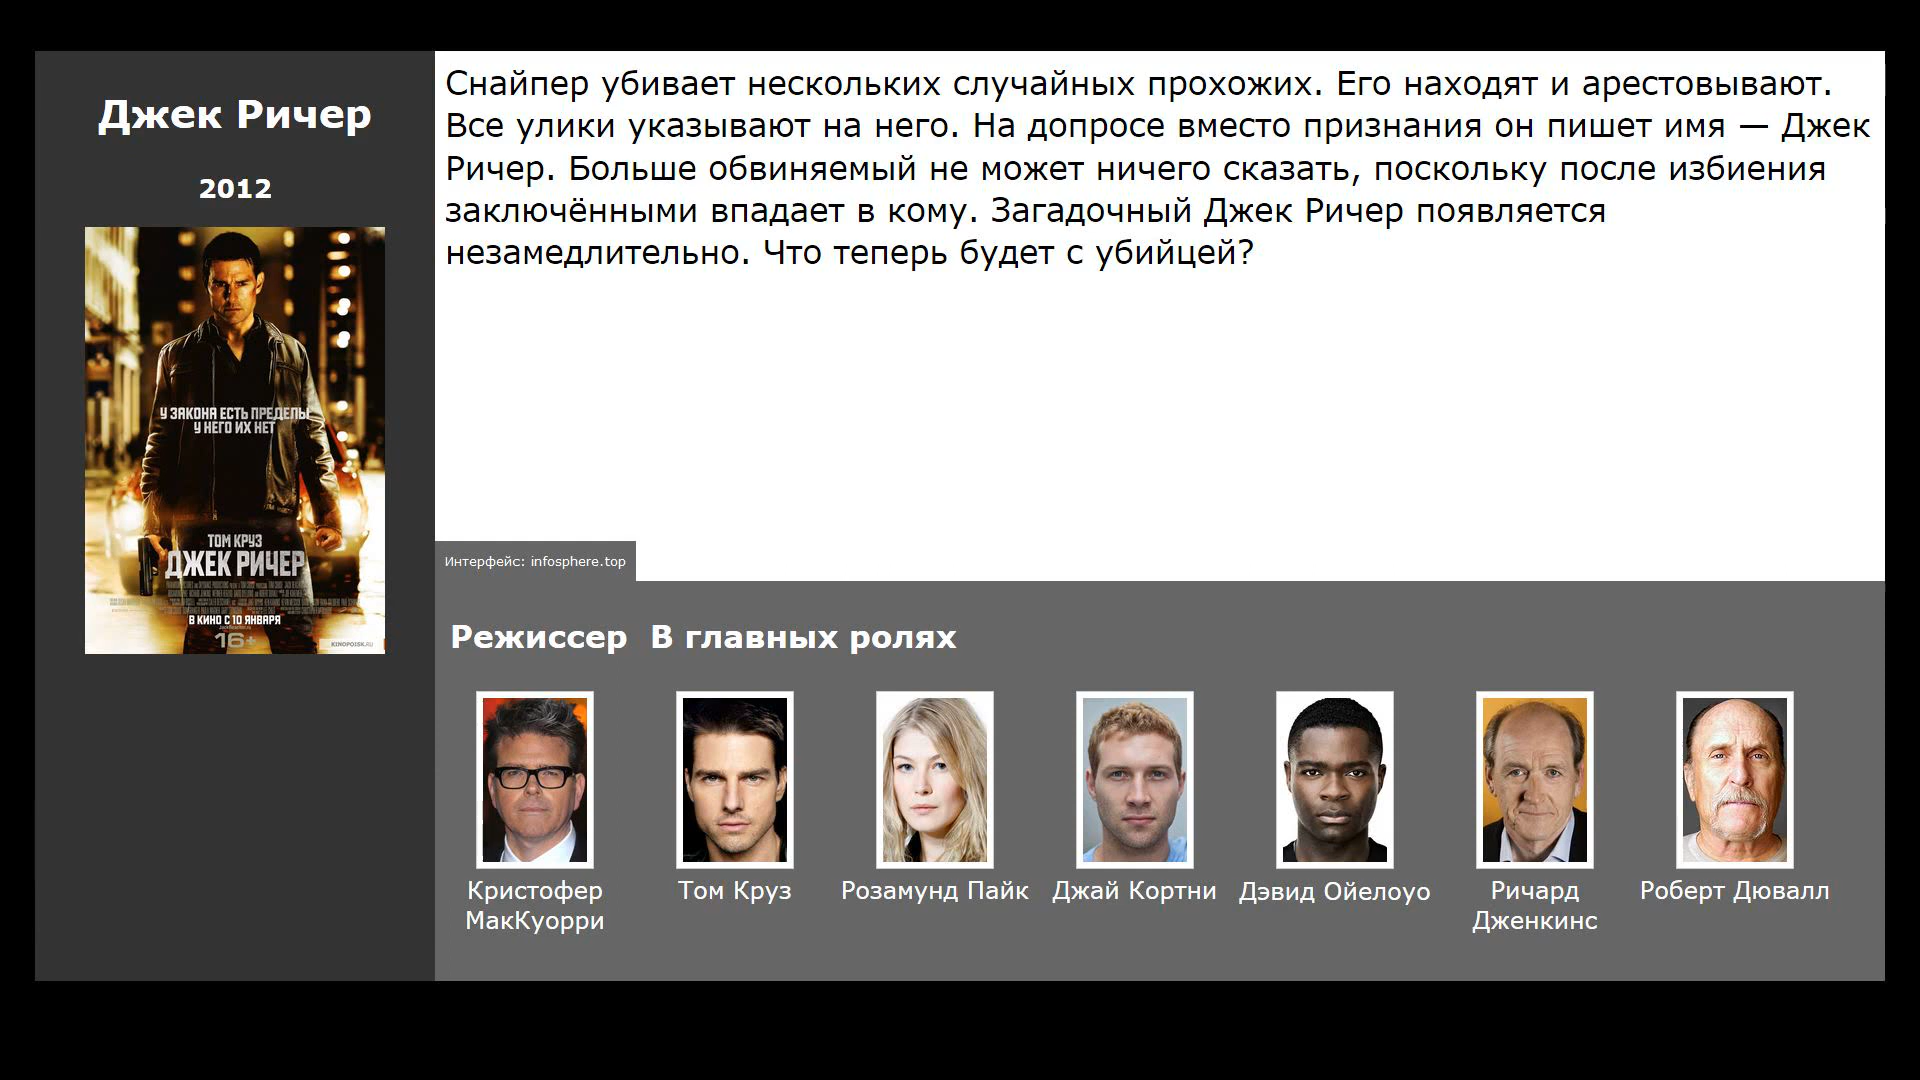 Джек Ричер
2012
У ЗАКОНА ЕСТЬ ПРЕДЕЛЫ
У НЕГО ИХ НЕТ
ТОМ КРУЗ
ДЖЕК РИЧЕР
В КИНО С 10 ЯНВАРЯ
16+
KINOPOISK.RU
Снайпер убивает нескольких случайных прохожих. Его находят и арестовывают.
Все улики указывают на него. На допросе вместо признания он пишет имя — Джек
Ричер. Больше обвиняемый не может ничего сказать, поскольку после избиения
заключёнными впадает в кому. Загадочный Джек Ричер появляется
незамедлительно. Что теперь будет с убийцей?
Интерфейс: infosphere.top
Режиссер В главных ролях
Кристофер
МакКуорри
Том Круз
Розамунд Пайк
Джай Кортни
Дэвид Ойелоуо
Ричард
Дженкинс
Роберт Дювалл